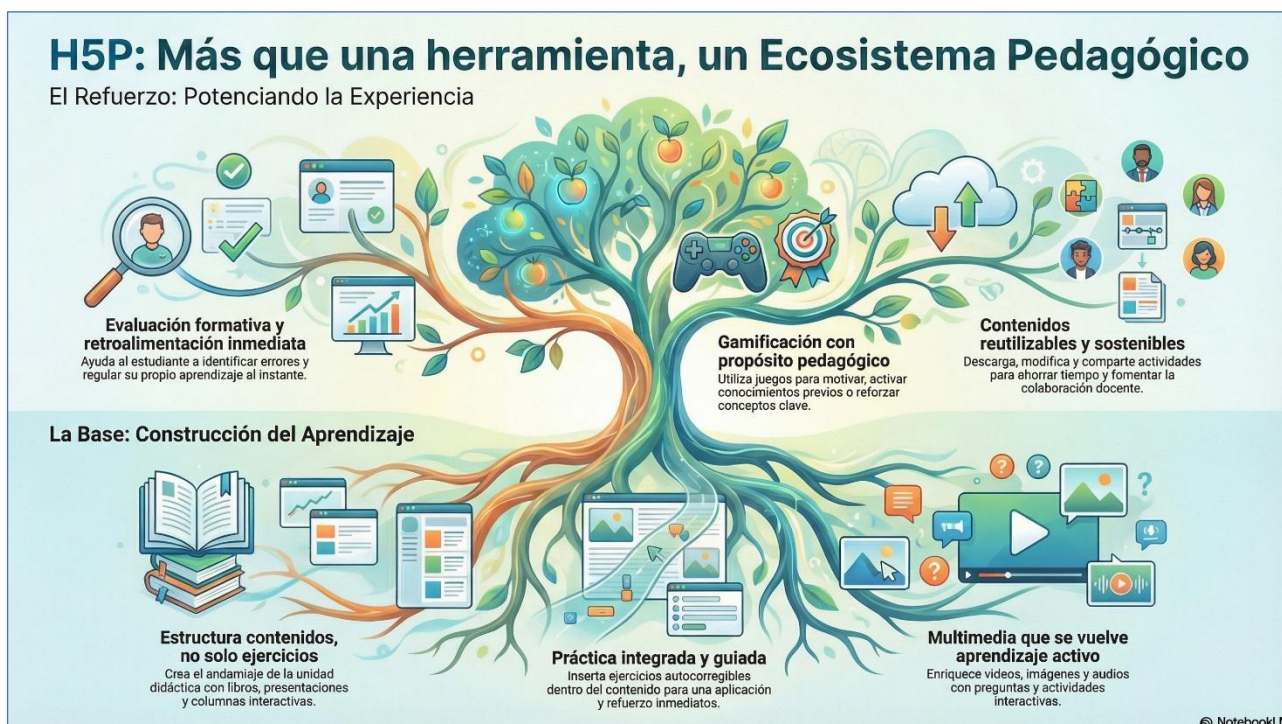 H5P: Más que una herramienta, un Ecosistema Pedagógico
El Refuerzo: Potenciando la Experiencia
Evaluación formativa y
retroalimentación inmediata
Ayuda al estudiante a identificar errores y
regular su propio aprendizaje al instante.
Gamificación con
propósito pedagógico
Utiliza juegos para motivar, activar
conocimientos previos o reforzar
conceptos clave.
Contenidos
reutilizables y sostenibles
Descarga, modifica y comparte actividades
para ahorrar tiempo y fomentar la
colaboración docente.
La Base: Construcción del Aprendizaje
Estructura contenidos,
no solo ejercicios
Crea el andamiaje de la unidad
didáctica con libros, presentaciones
y columnas interactivas.
Práctica integrada y guiada
Inserta ejercicios autocorregibles
dentro del contenido para una aplicación
y refuerzo inmediatos.
Multimedia que se vuelve
aprendizaje activo
Enriquece videos, imágenes y audios
con preguntas y actividades
interactivas.